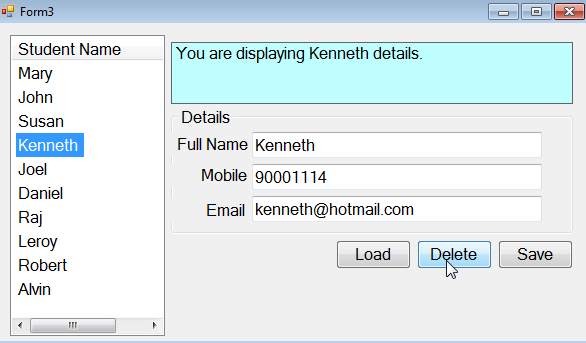 Form3
Student Name
Mary
John
Susan
Kenneth
Joel
Daniel
Raj
Leroy
Robert
Alvin
You are displaying Kenneth details.
Details
Full Name Kenneth
Mobile 90001114
Email kenneth@hotmail.com
Load Delete Save